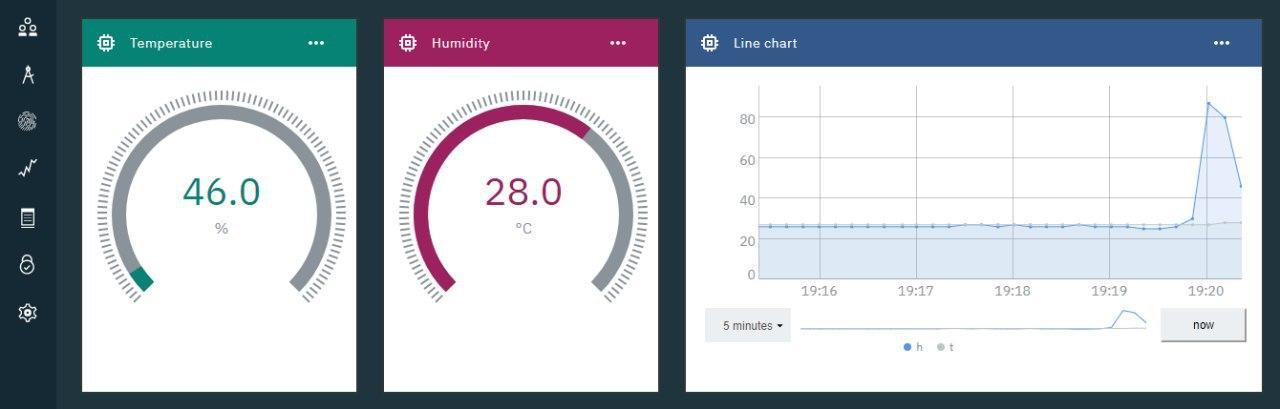 Temperature
46.0
%
Humidity
28.0
°C
Line chart
80
60
40
20
0
19:16 19:17 19:18 19:19 19:20
5 minutes
now
h t